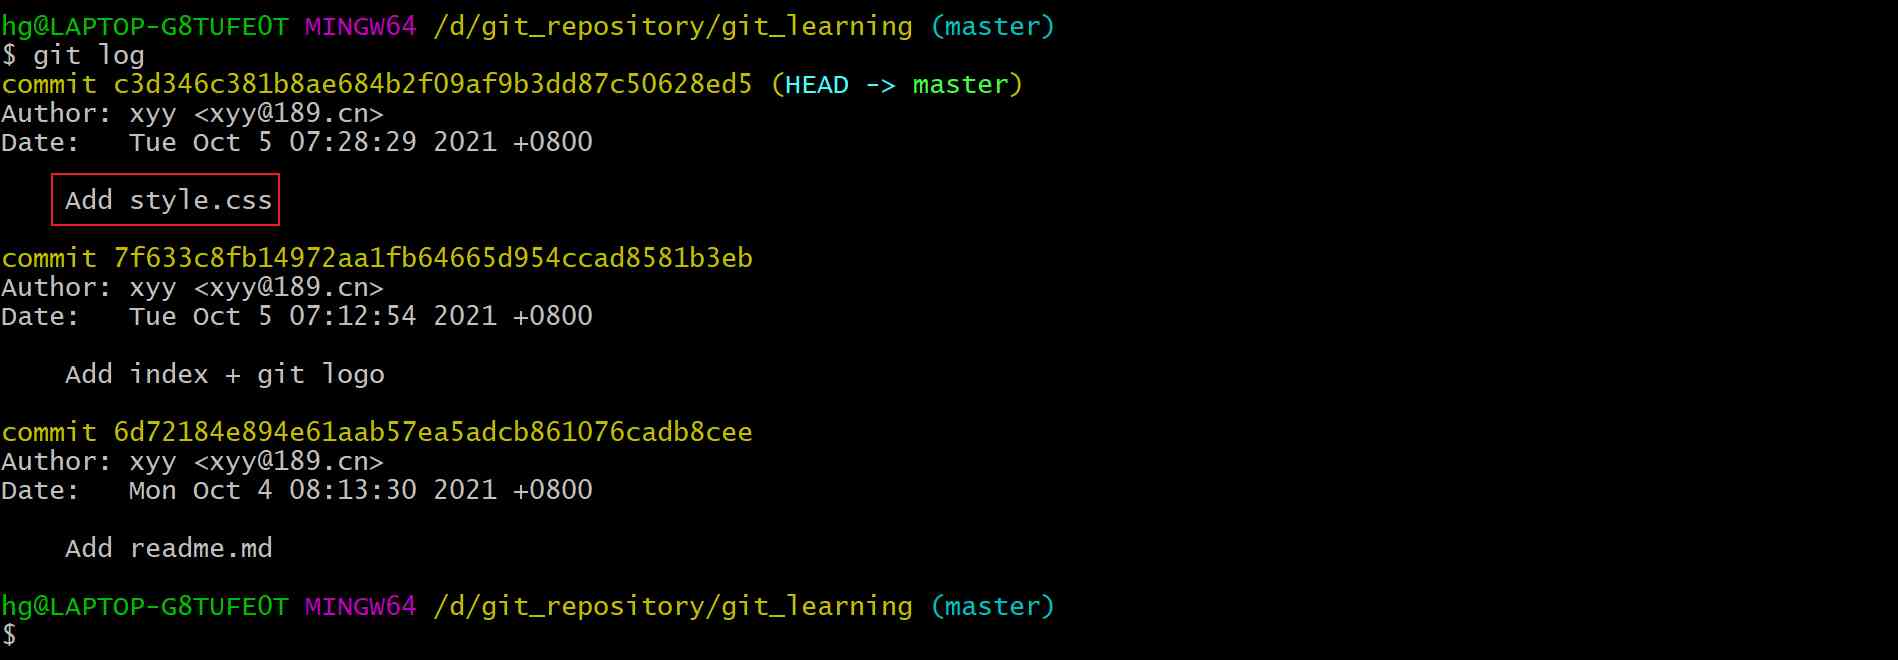 hg@LAPTOP-G8TUFE0T MINGW64 /d/git_repository/git_learning (master)
$ git log
commit c3d346c381b8ae684b2f09af9b3dd87c50628ed5 (HEAD -> master)
Author: xyy <xyy@189.cn>
Date:   Tue Oct 5 07:28:29 2021 +0800
    Add style.css
commit 7f633c8fb14972aa1fb64665d954ccad8581b3eb
Author: xyy <xyy@189.cn>
Date:   Tue Oct 5 07:12:54 2021 +0800
    Add index + git logo
commit 6d72184e894e61aab57ea5adcb861076cadb8cee
Author: xyy <xyy@189.cn>
Date:   Mon Oct 4 08:13:30 2021 +0800
    Add readme.md
hg@LAPTOP-G8TUFE0T MINGW64 /d/git_repository/git_learning (master)
$